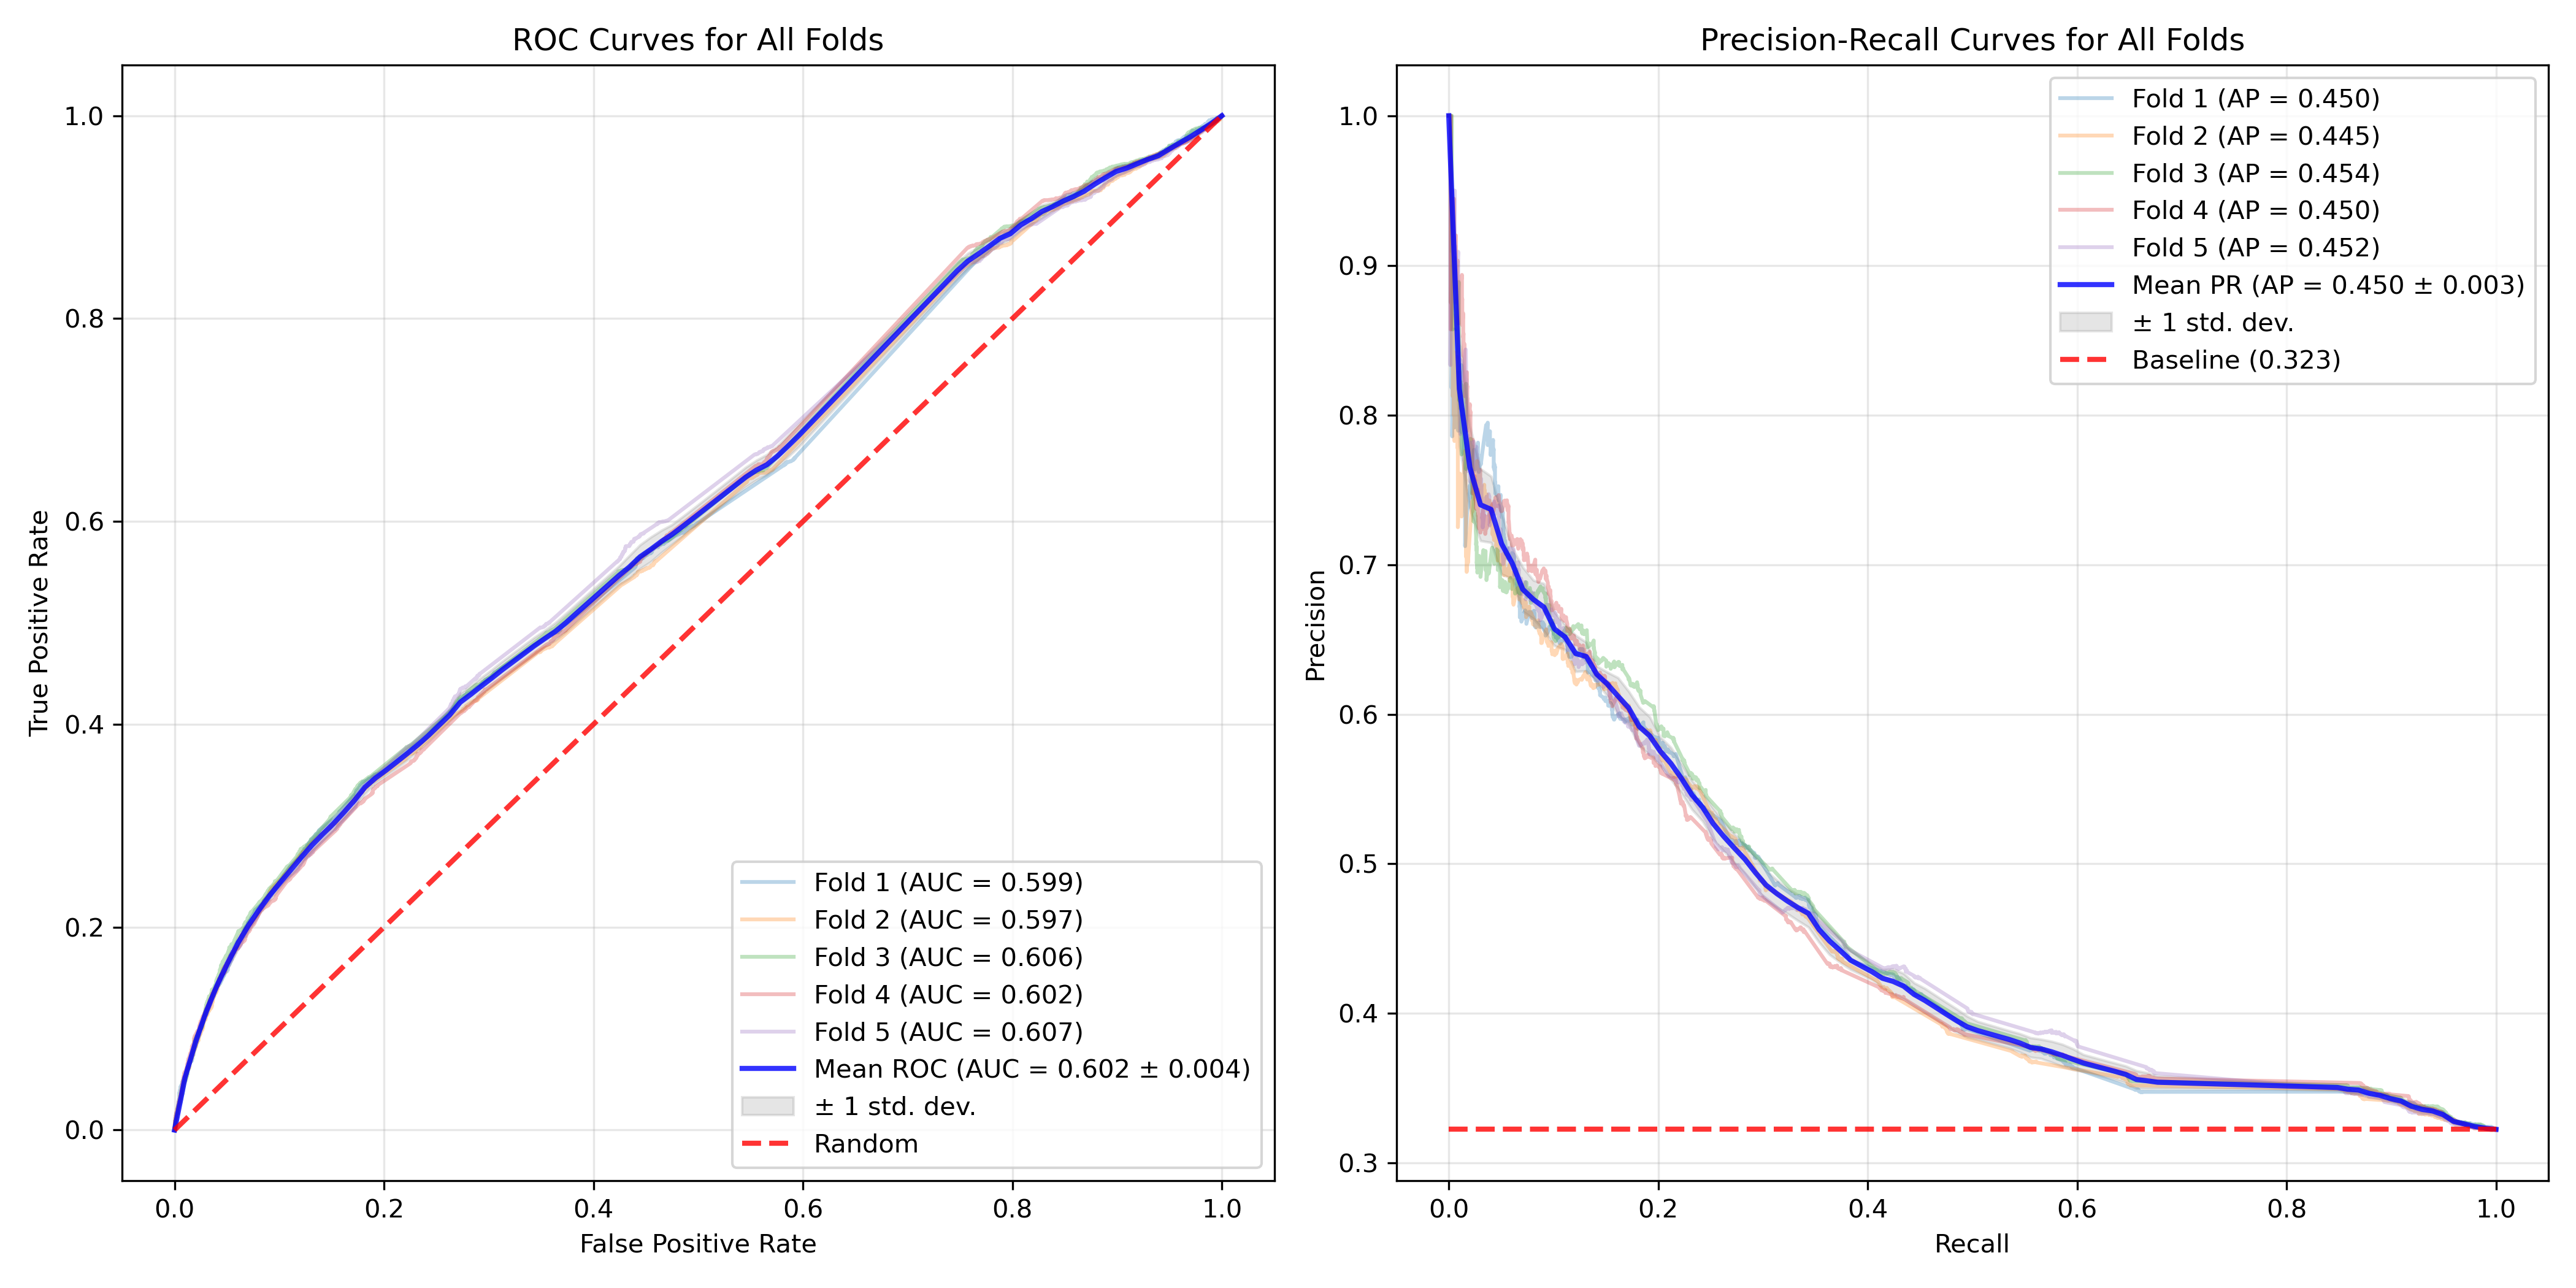 ROC Curves for All Folds
1.0
0.8
0.6
0.4
0.2
0.0
True Positive Rate
0.0 0.2 0.4 0.6 0.8 1.0
False Positive Rate
Fold 1 (AUC = 0.599)
Fold 2 (AUC = 0.597)
Fold 3 (AUC = 0.606)
Fold 4 (AUC = 0.602)
Fold 5 (AUC = 0.607)
Mean ROC (AUC = 0.602 ± 0.004)
± 1 std. dev.
Random
Precision-Recall Curves for All Folds
1.0
0.9
0.8
0.7
0.6
0.5
0.4
0.3
Precision
0.0 0.2 0.4 0.6 0.8 1.0
Recall
Fold 1 (AP = 0.450)
Fold 2 (AP = 0.445)
Fold 3 (AP = 0.454)
Fold 4 (AP = 0.450)
Fold 5 (AP = 0.452)
Mean PR (AP = 0.450 ± 0.003)
± 1 std. dev.
Baseline (0.323)